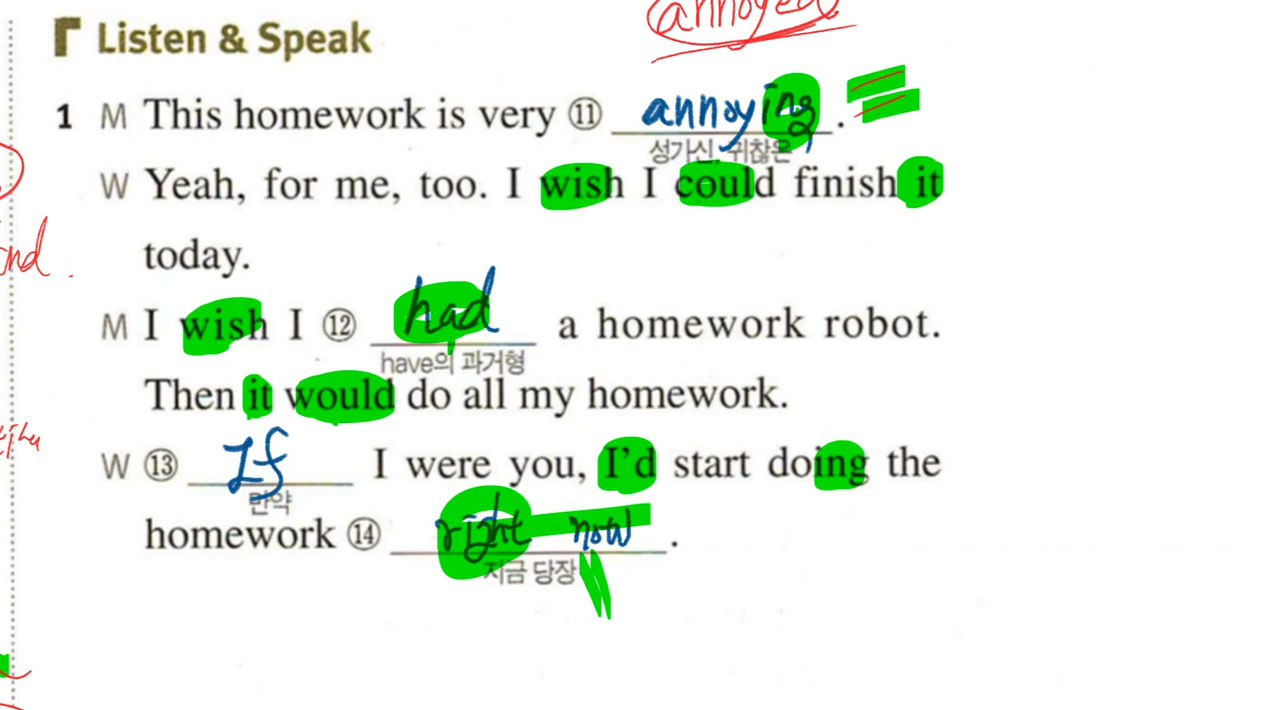 annoyed
Listen & Speak
1 M This homework is very ⑪ annoying.
성가신, 귀찮은
W Yeah, for me, too. I wish I could finish it
today.
M I wish I ⑫ had a homework robot.
have의 과거형
Then it would do all my homework.
W ⑬ If I were you, I'd start doing the
만약
homework ⑭ right now.
지금 당장